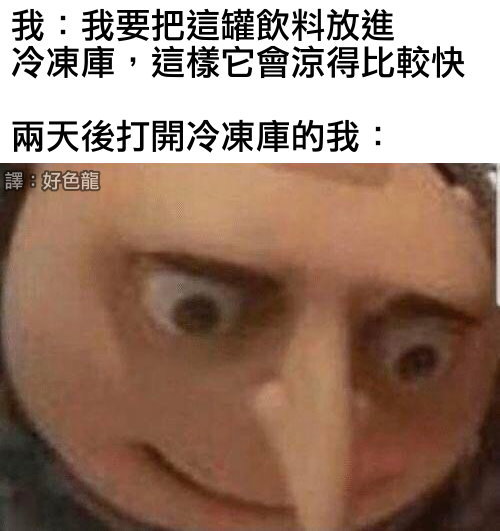 我：我要把這罐飲料放進
冷凍庫，這樣它會涼得比較快
兩天後打開冷凍庫的我：
譯：好色龍